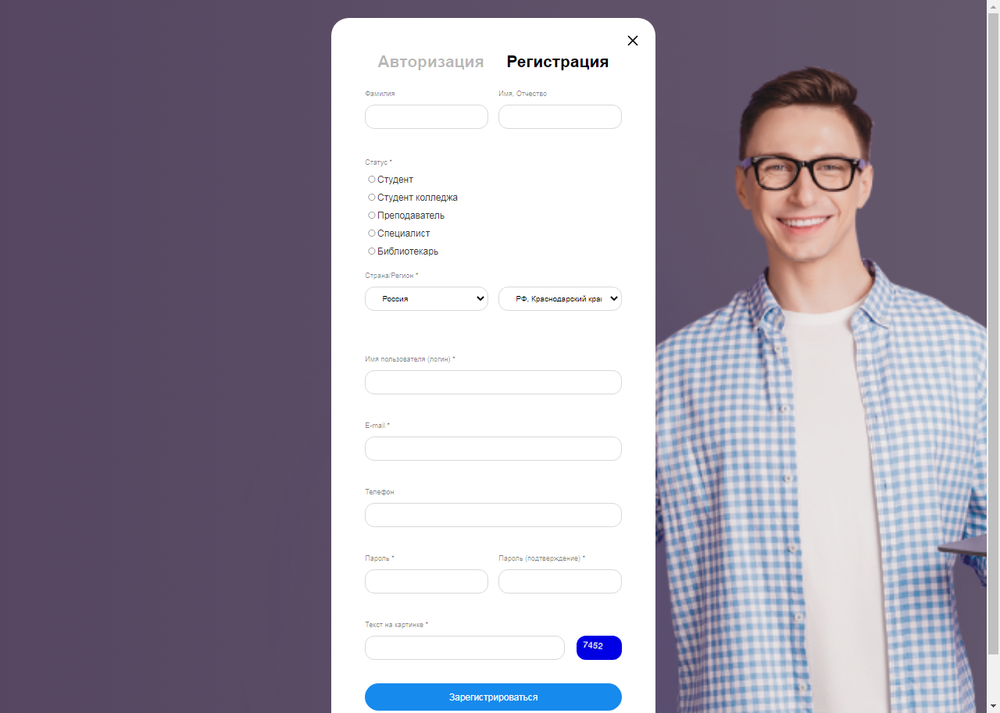 Авторизация Регистрация
Фамилия Имя, Отчество
Статус *
Студент
Студент колледжа
Преподаватель
Специалист
Библиотекарь
Страна/Регион *
Россия РФ, Краснодарский кра
Имя пользователя (логин) *
E-mail *
Телефон
Пароль * Пароль (подтверждение) *
Текст на картинке *
7452
Зарегистрироваться